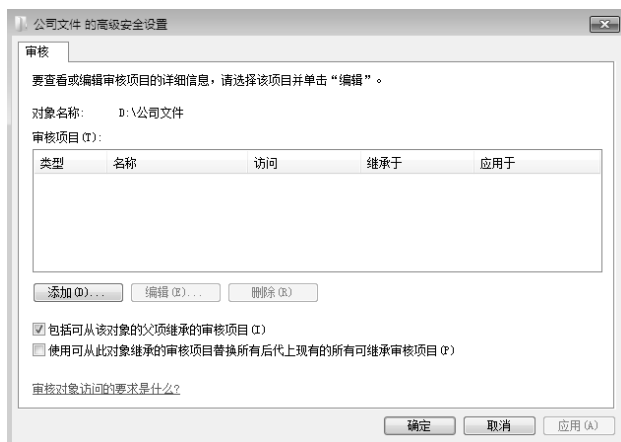 公司文件 的高级安全设置
审核
要查看或编辑审核项目的详细信息，请选择该项目并单击“编辑”。
对象名称: D:\公司文件
审核项目(T):
类型 名称 访问 继承于 应用于
添加(D)... 编辑(E)... 删除(R)
包括可从该对象的父项继承的审核项目(I)
使用可从此对象继承的审核项目替换所有后代上现有的所有可继承审核项目(P)
审核对象访问的要求是什么?
确定 取消 应用(A)